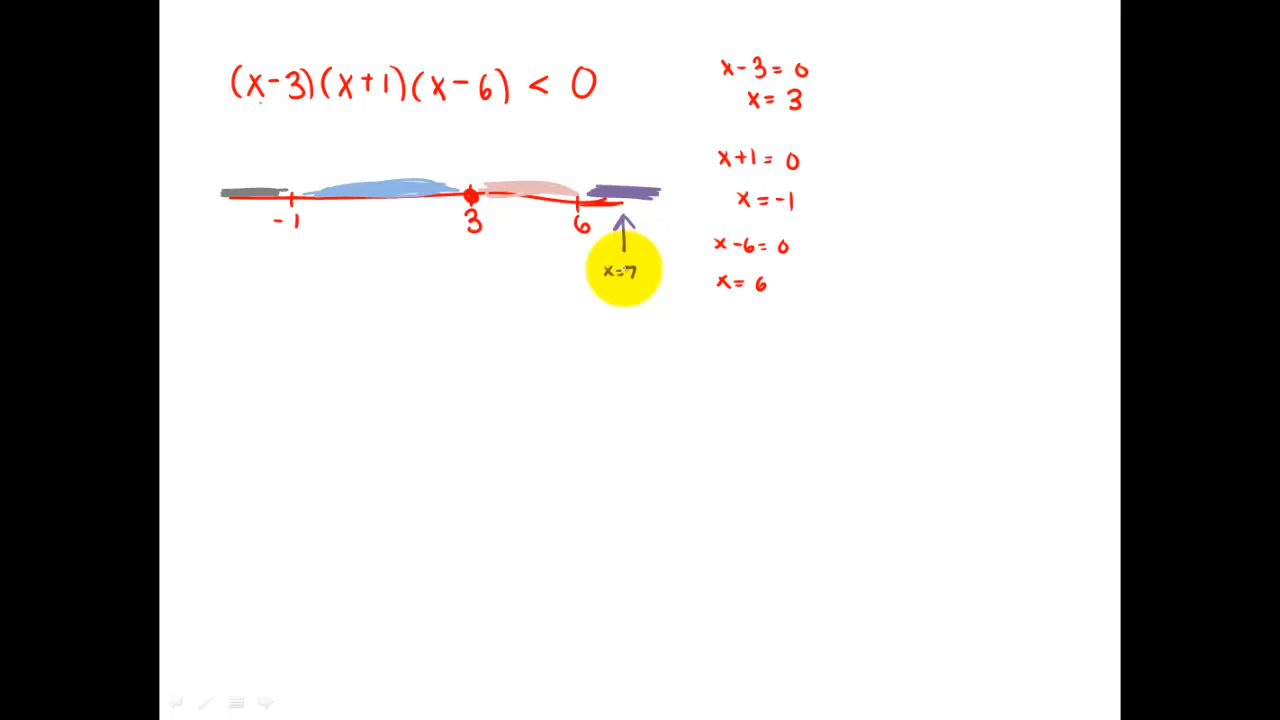 (x-3)(x+1)(x-6) < 0
-1 3 6
x=7
x-3=0
x=3
x+1=0
x=-1
x-6=0
x=6